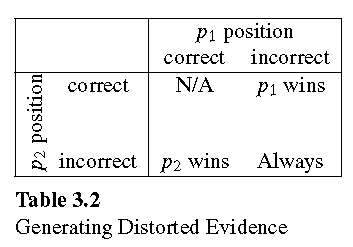 p1 position
correct incorrect
p2 position
correct N/A p1 wins
incorrect p2 wins Always
Table 3.2
Generating Distorted Evidence